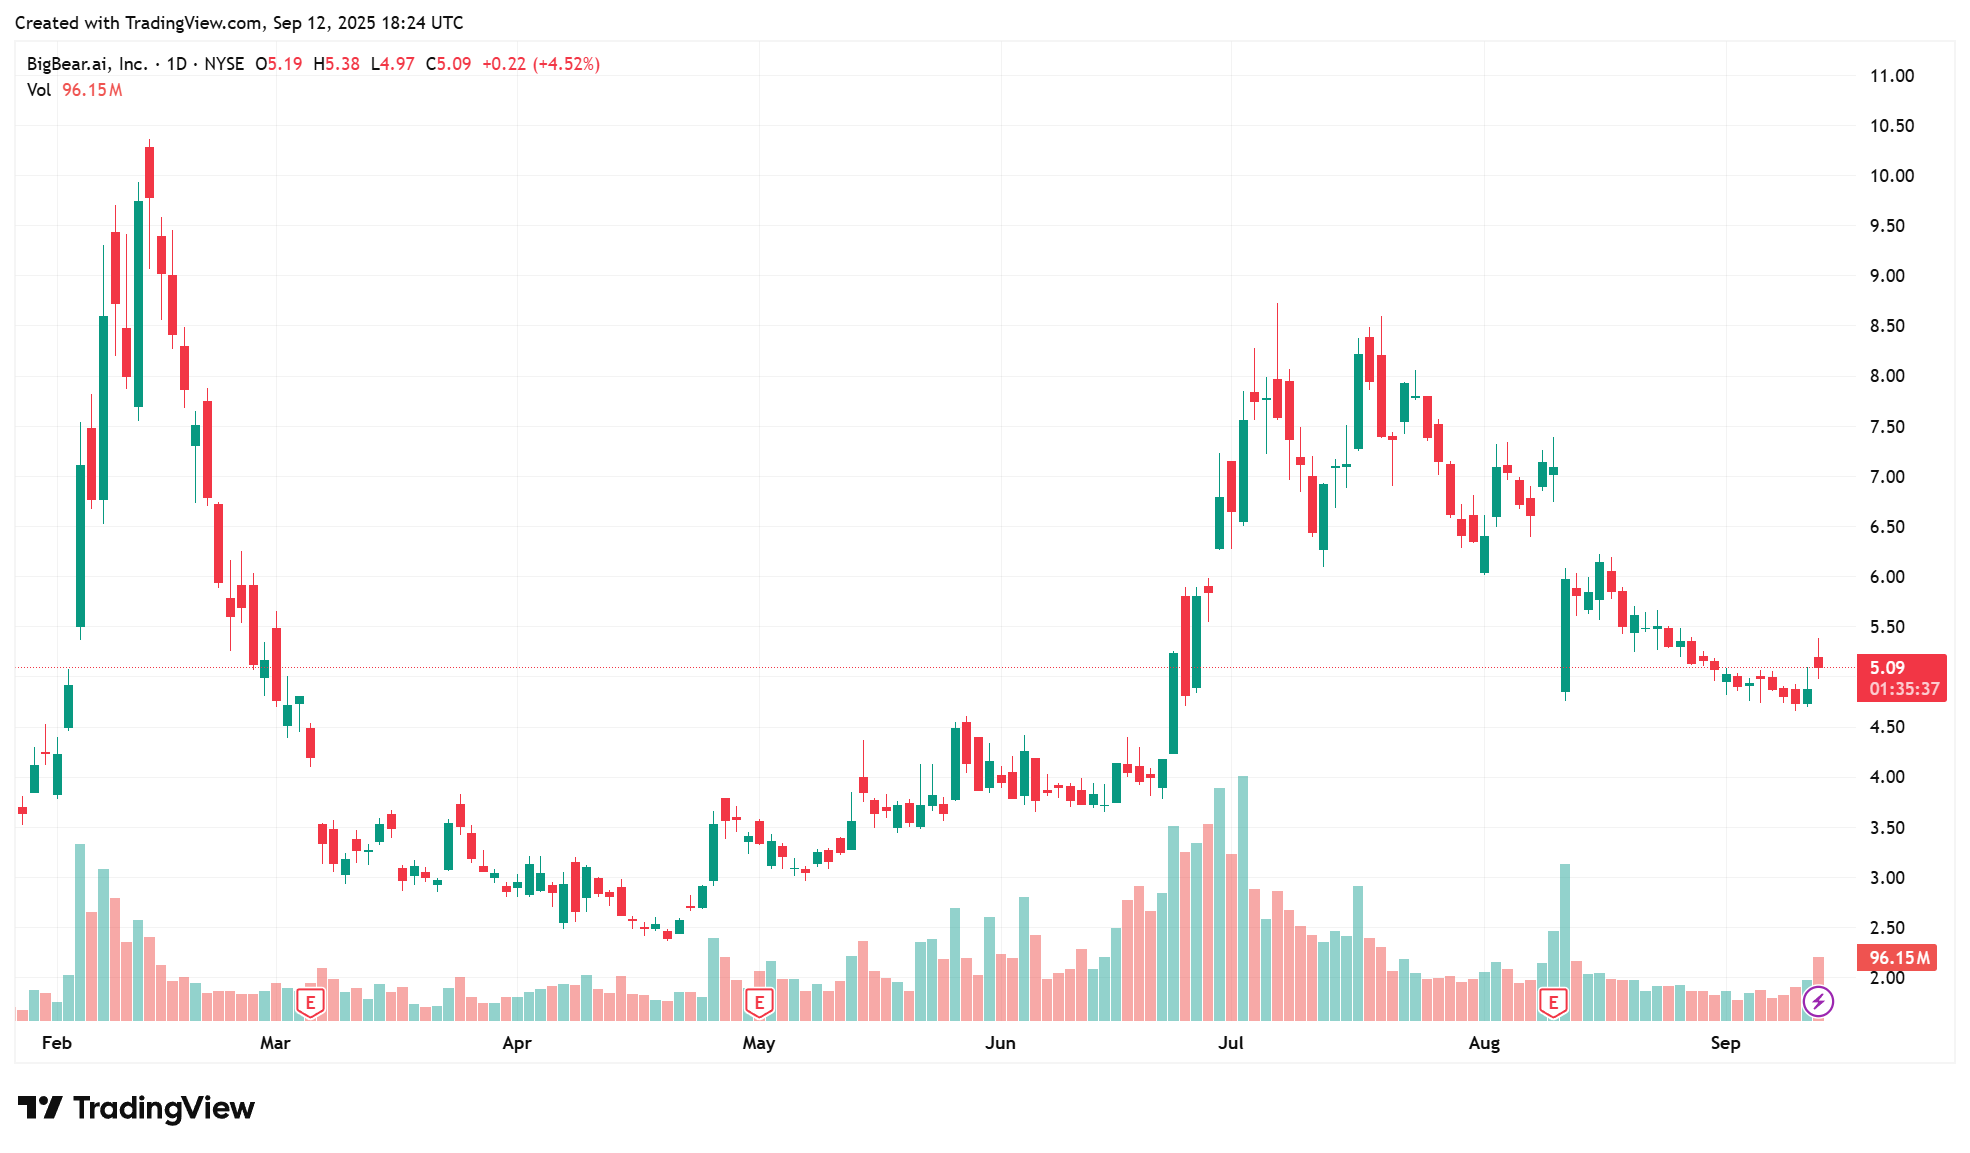 Created with TradingView.com, Sep 12, 2025 18:24 UTC
BigBear.ai, Inc. · 1D · NYSE O5.19 H5.38 L4.97 C5.09 +0.22 (+4.52%)
Vol 96.15M
11.00
10.50
10.00
9.50
9.00
8.50
8.00
7.50
7.00
6.50
6.00
5.50
5.09
01:35:37
4.50
4.00
3.50
3.00
2.50
96.15M
2.00
E E E
Feb Mar Apr May Jun Jul Aug Sep
TradingView